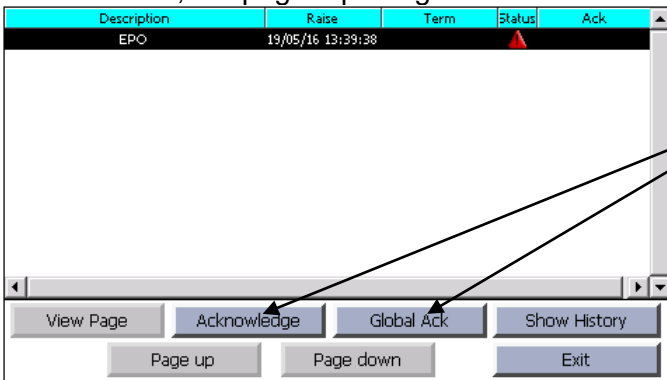 Description Raise Term Status Ack
EPO 19/05/16 13:39:38
View Page Acknowledge Global Ack Show History
Page up Page down Exit